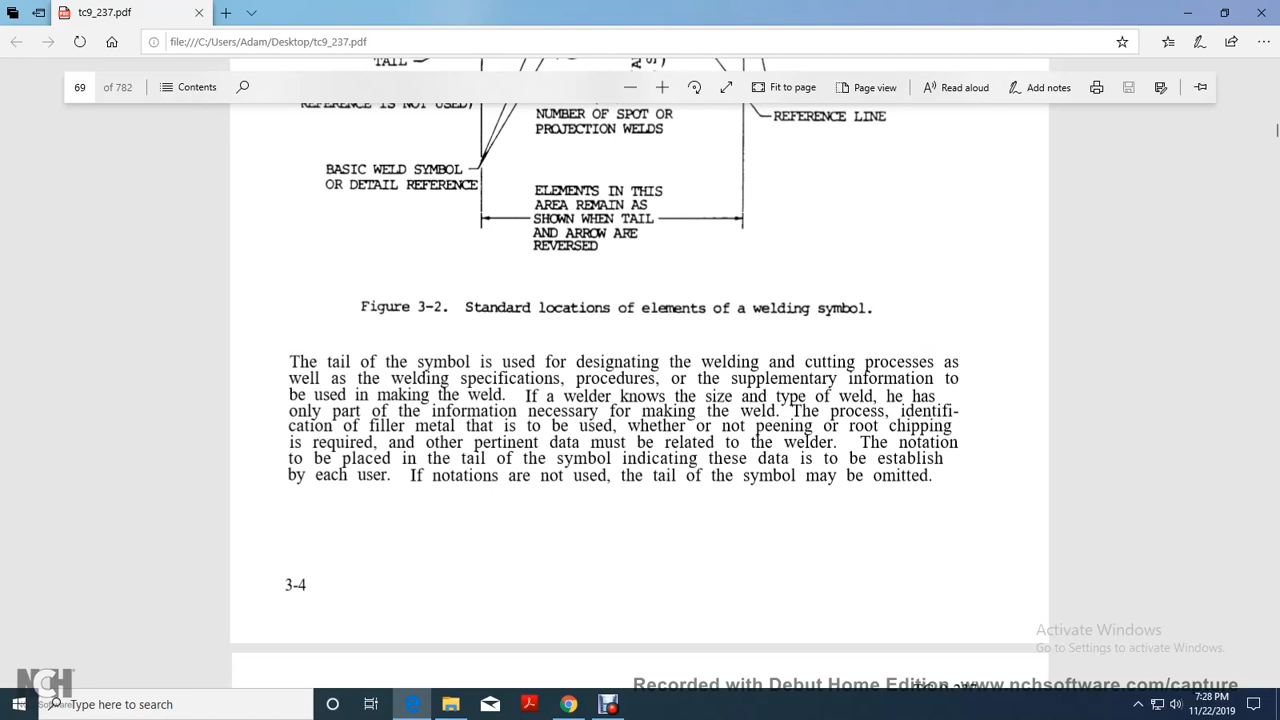 tc9_237.pdf
file:///C:/Users/Adam/Desktop/tc9_237.pdf
TAIL
69 of 782 Contents Fit to page Page view Read aloud Add notes
REFERENCE IS NOT USED)
NUMBER OF SPOT OR
PROJECTION WELDS
REFERENCE LINE
BASIC WELD SYMBOL
OR DETAIL REFERENCE
ELEMENTS IN THIS
AREA REMAIN AS
SHOWN WHEN TAIL
AND ARROW ARE
REVERSED
Figure 3-2. Standard locations of elements of a welding symbol.
The tail of the symbol is used for designating the welding and cutting processes as
well as the welding specifications, procedures, or the supplementary information to
be used in making the weld. If a welder knows the size and type of weld, he has
only part of the information necessary for making the weld. The process, identifi-
cation of filler metal that is to be used, whether or not peening or root chipping
is required, and other pertinent data must be related to the welder. The notation
to be placed in the tail of the symbol indicating these data is to be establish
by each user. If notations are not used, the tail of the symbol may be omitted.
3-4
Activate Windows
Go to Settings to activate Windows.
NCH
Software
Recorded with Debut Home Edition www.nchsoftware.com/capture
Type here to search
7:28 PM
11/22/2019